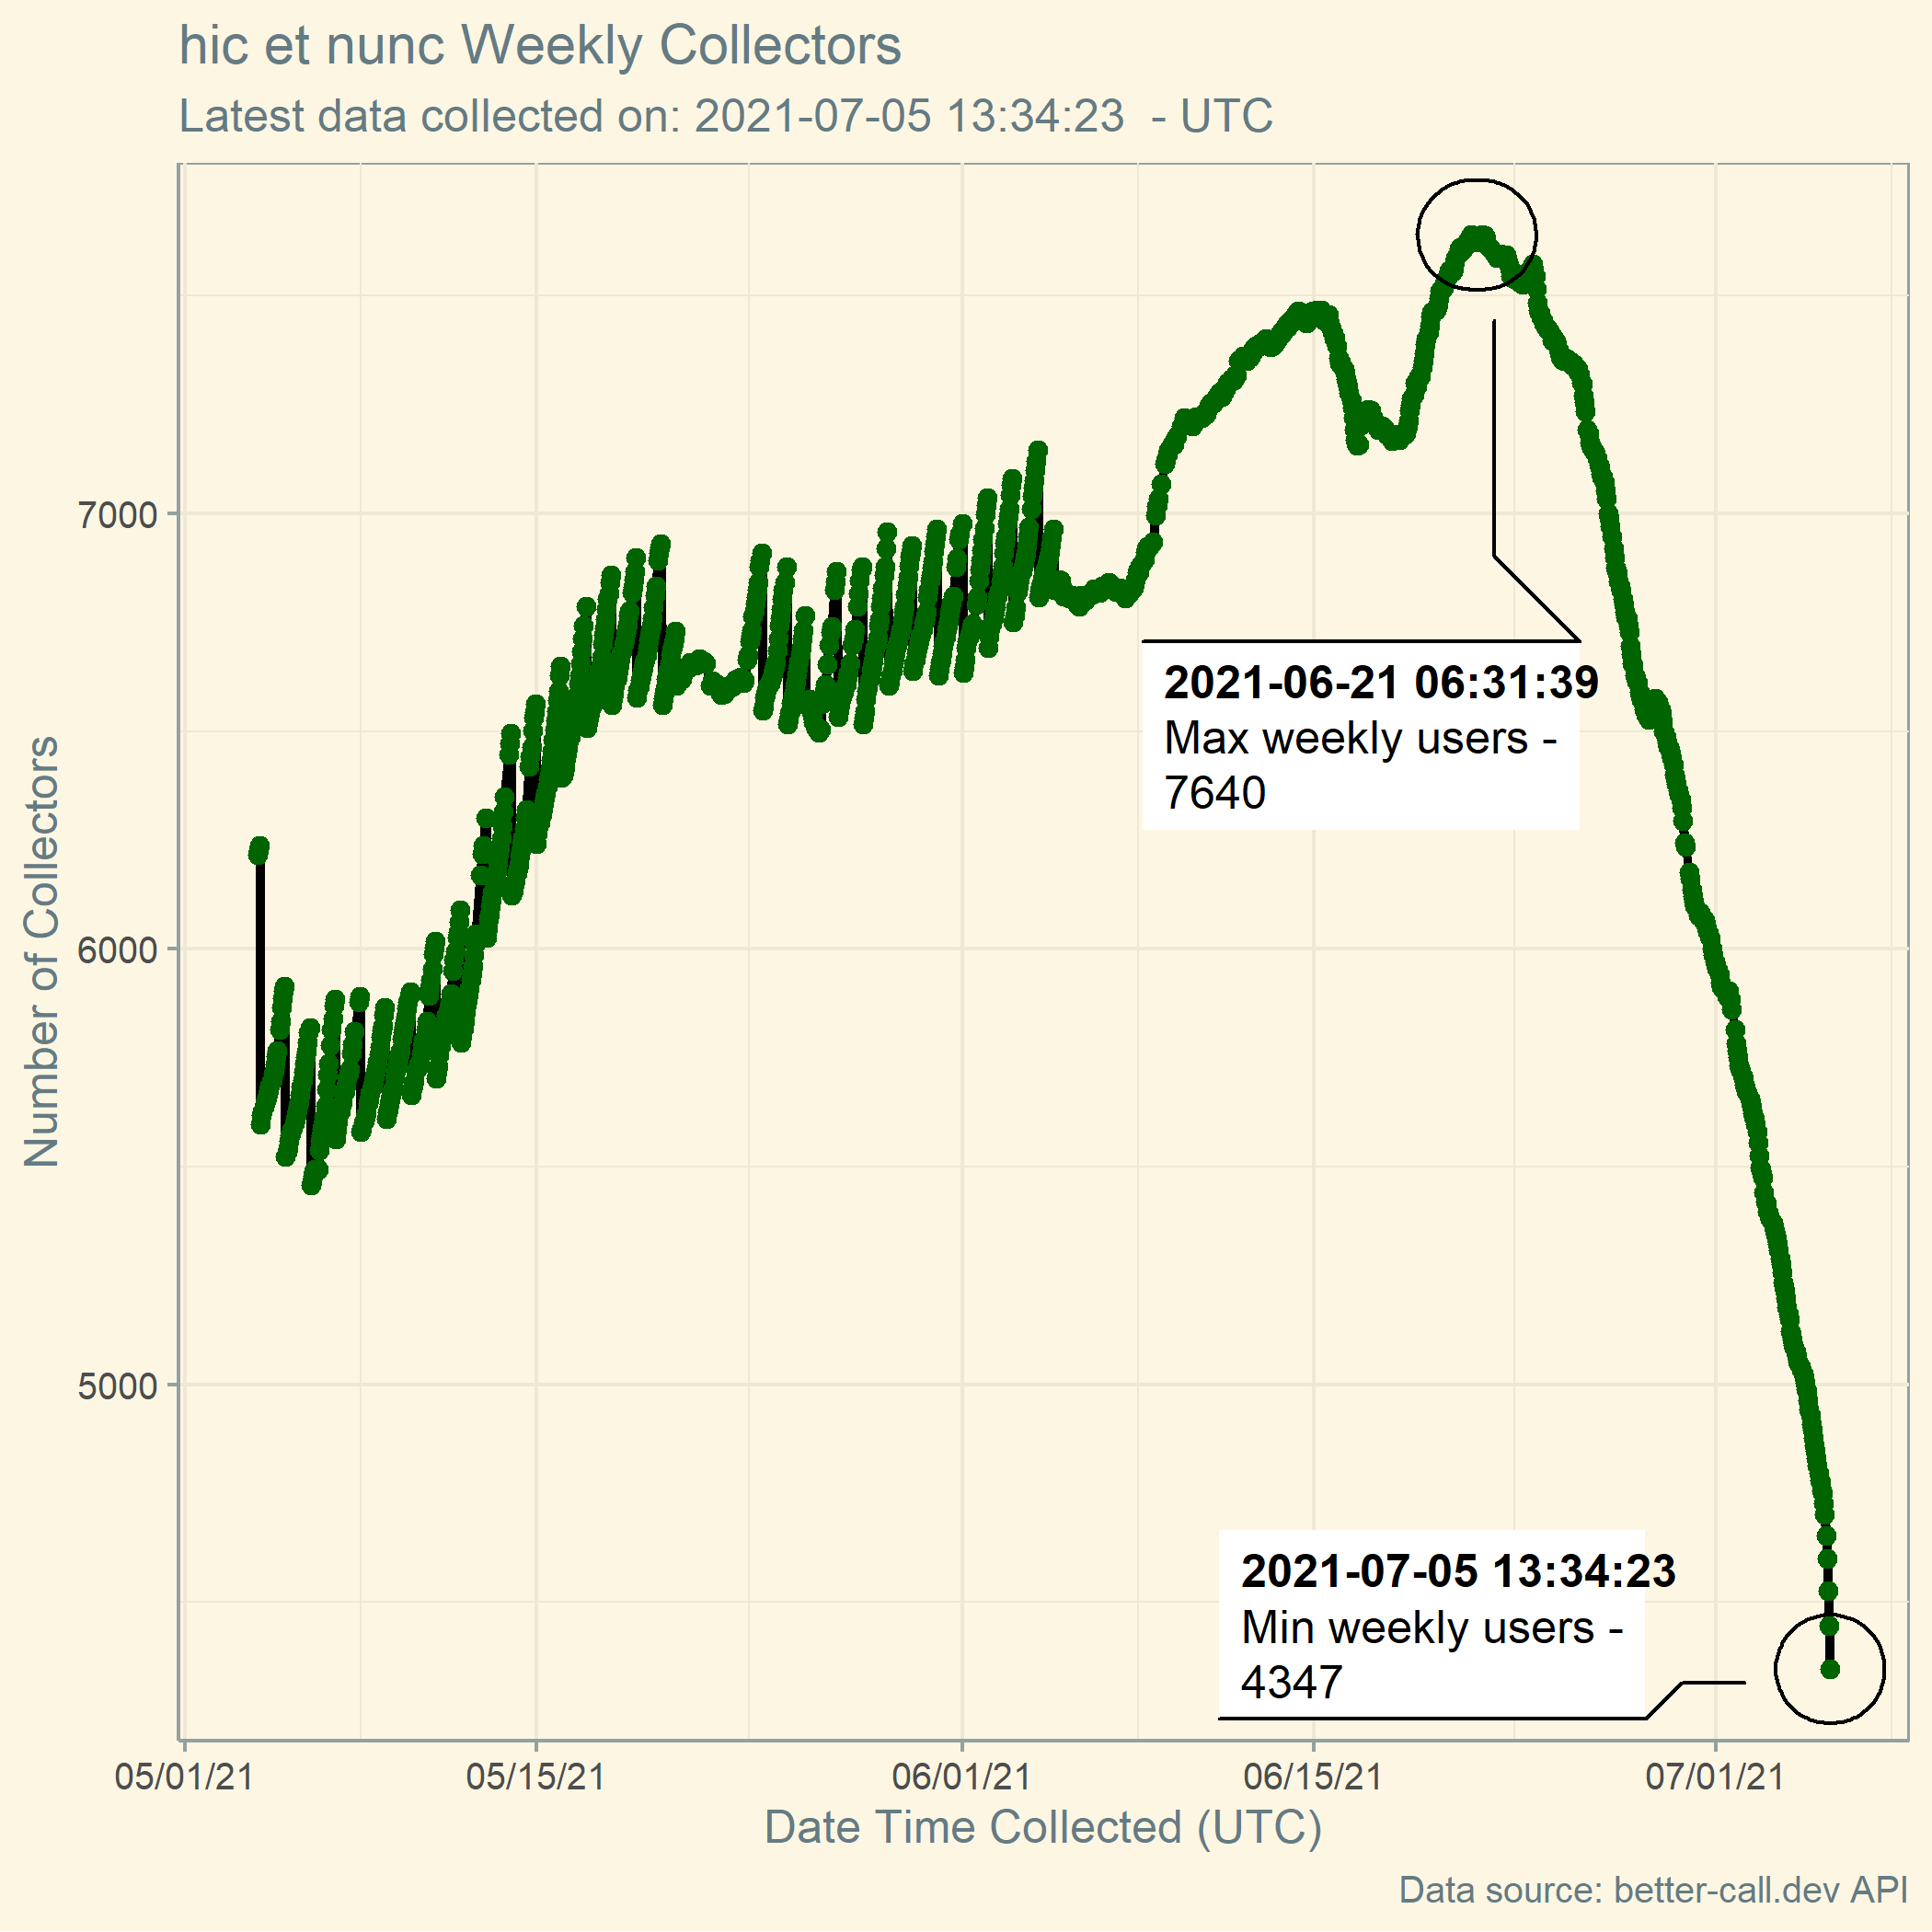 hic et nunc Weekly Collectors
Latest data collected on: 2021-07-05 13:34:23  - UTC
Number of Collectors
7000
6000
5000
2021-06-21 06:31:39
Max weekly users -
7640
2021-07-05 13:34:23
Min weekly users -
4347
05/01/21
05/15/21
06/01/21
06/15/21
07/01/21
Date Time Collected (UTC)
Data source: better-call.dev API